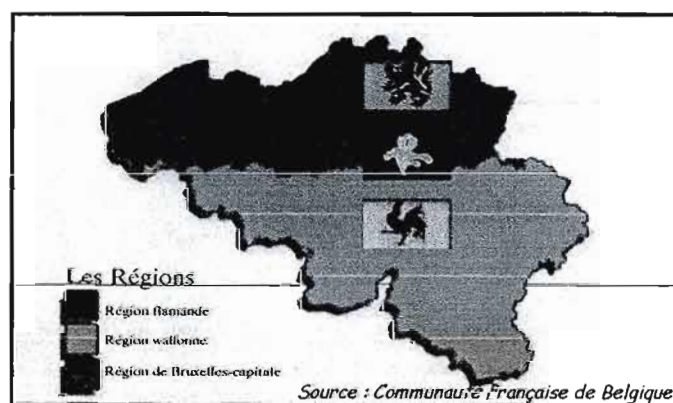 Les Régions
Région flamande
Région wallonne
Région de Bruxelles-capitale
Source : Communauté Française de Belgique